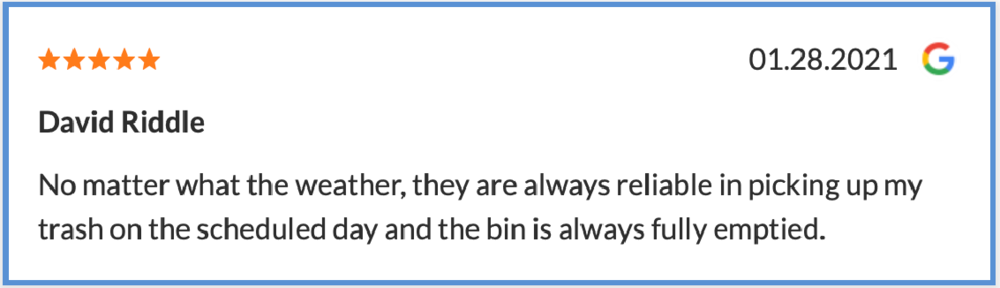 01.28.2021
David Riddle
No matter what the weather, they are always reliable in picking up my
trash on the scheduled day and the bin is always fully emptied.